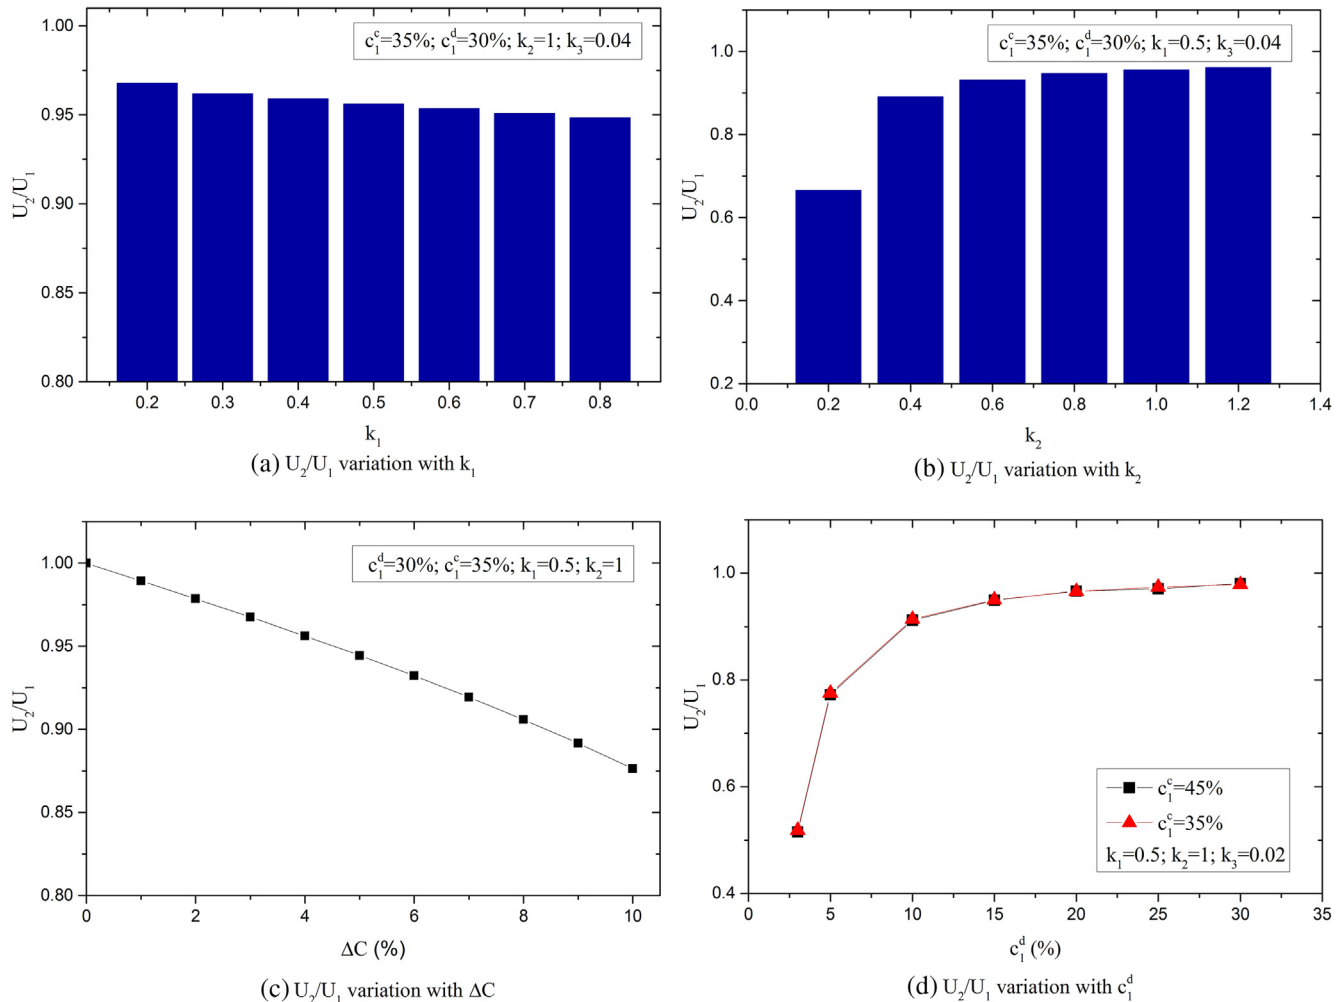 1.00
0.95
0.90
0.85
0.80
U₂/U₁
c₁ᶜ=35%; c₁ᵈ=30%; k₂=1; k₃=0.04
0.2 0.3 0.4 0.5 0.6 0.7 0.8
k₁
(a) U₂/U₁ variation with k₁
1.0
0.8
0.6
0.4
0.2
U₂/U₁
c₁ᶜ=35%; c₁ᵈ=30%; k₁=0.5; k₃=0.04
0.0 0.2 0.4 0.6 0.8 1.0 1.2 1.4
k₂
(b) U₂/U₁ variation with k₂
1.00
0.95
0.90
0.85
0.80
U₂/U₁
c₁ᵈ=30%; c₁ᶜ=35%; k₁=0.5; k₂=1
0 2 4 6 8 10
ΔC (%)
(c) U₂/U₁ variation with ΔC
1.0
0.8
0.6
0.4
U₂/U₁
c₁ᶜ=45%
c₁ᶜ=35%
k₁=0.5; k₂=1; k₃=0.02
0 5 10 15 20 25 30 35
c₁ᵈ (%)
(d) U₂/U₁ variation with c₁ᵈ